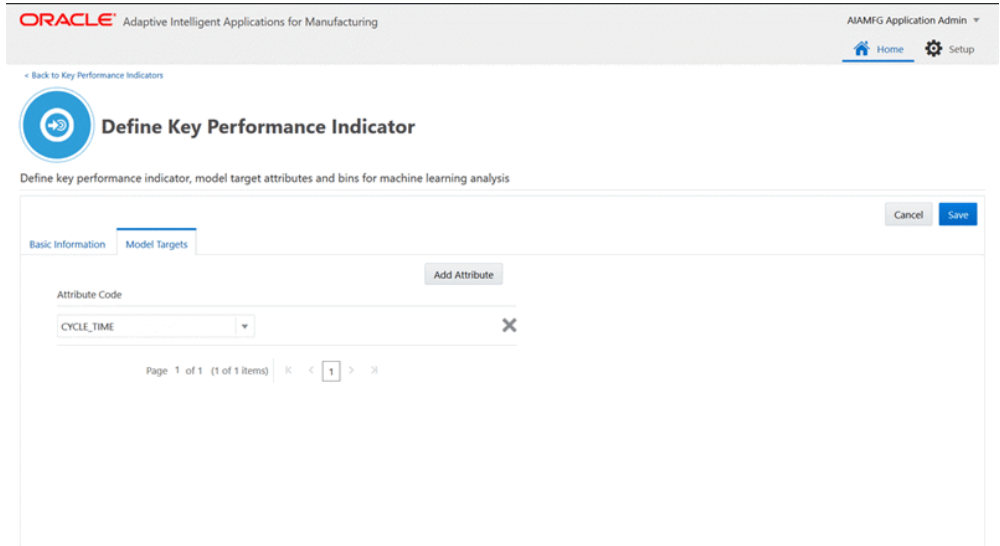 ORACLE® Adaptive Intelligent Applications for Manufacturing
AIAMFG Application Admin
Home Setup
< Back to Key Performance Indicators
Define Key Performance Indicator
Define key performance indicator, model target attributes and bins for machine learning analysis
Cancel Save
Basic Information Model Targets
Add Attribute
Attribute Code
CYCLE_TIME
Page 1 of 1 (1 of 1 items) 1